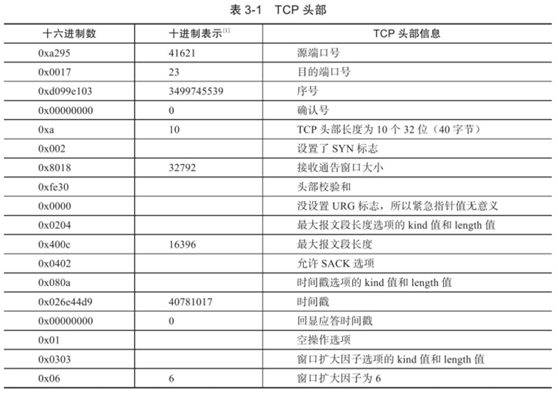 表 3-1 TCP 头部
十六进制数 十进制表示[1] TCP 头部信息
0xa295 41621 源端口号
0x0017 23 目的端口号
0xd099e103 3499745539 序号
0x00000000 0 确认号
0xa 10 TCP 头部长度为 10 个 32 位（40 字节）
0x002 设置了 SYN 标志
0x8018 32792 接收通告窗口大小
0xfe30 头部校验和
0x0000 没设置 URG 标志，所以紧急指针值无意义
0x0204 最大报文段长度选项的 kind 值和 length 值
0x400c 16396 最大报文段长度
0x0402 允许 SACK 选项
0x080a 时间戳选项的 kind 值和 length 值
0x026e44d9 40781017 时间戳
0x00000000 0 回显应答时间戳
0x01 空操作选项
0x0303 窗口扩大因子选项的 kind 值和 length 值
0x06 6 窗口扩大因子为 6